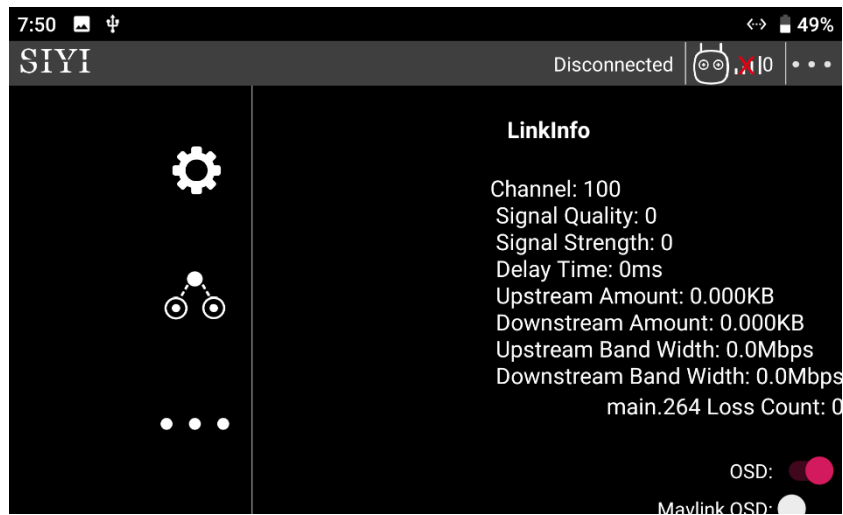 7:50 49%
SIYI Disconnected 0
LinkInfo
Channel: 100
Signal Quality: 0
Signal Strength: 0
Delay Time: 0ms
Upstream Amount: 0.000KB
Downstream Amount: 0.000KB
Upstream Band Width: 0.0Mbps
Downstream Band Width: 0.0Mbps
main.264 Loss Count: 0
OSD:
Mavlink OSD: